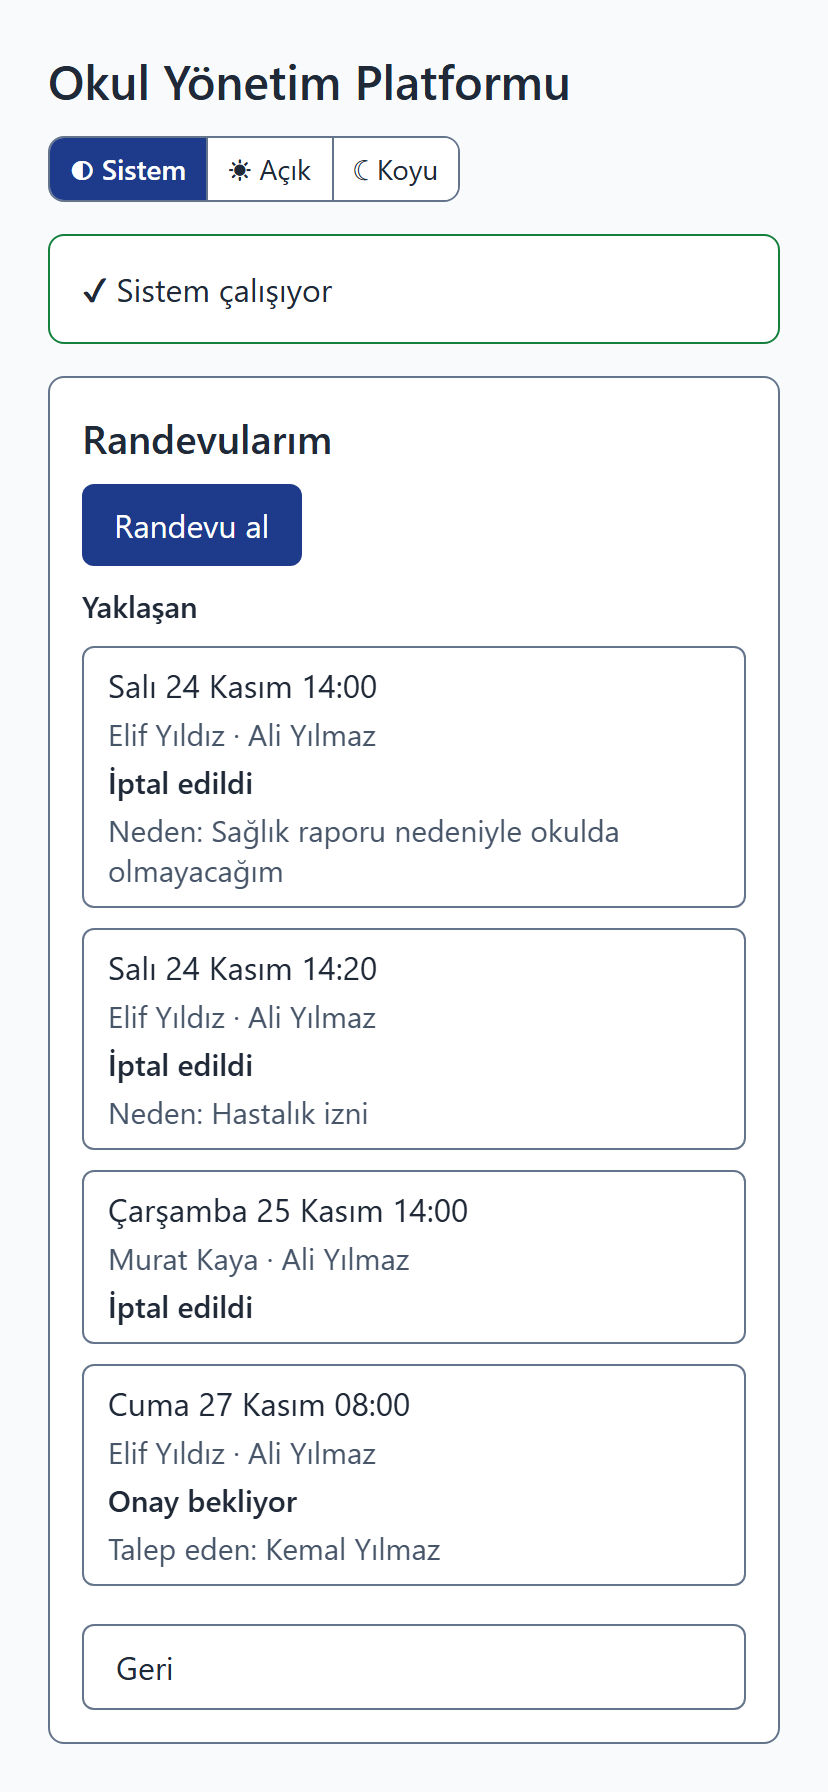 Okul Yönetim Platformu
◐ Sistem
☀ Açık
☾ Koyu
✓ Sistem çalışıyor
Randevularım
Randevu al
Yaklaşan
Salı 24 Kasım 14:00
Elif Yıldız · Ali Yılmaz
İptal edildi
Neden: Sağlık raporu nedeniyle okulda
olmayacağım
Salı 24 Kasım 14:20
Elif Yıldız · Ali Yılmaz
İptal edildi
Neden: Hastalık izni
Çarşamba 25 Kasım 14:00
Murat Kaya · Ali Yılmaz
İptal edildi
Cuma 27 Kasım 08:00
Elif Yıldız · Ali Yılmaz
Onay bekliyor
Talep eden: Kemal Yılmaz
Geri